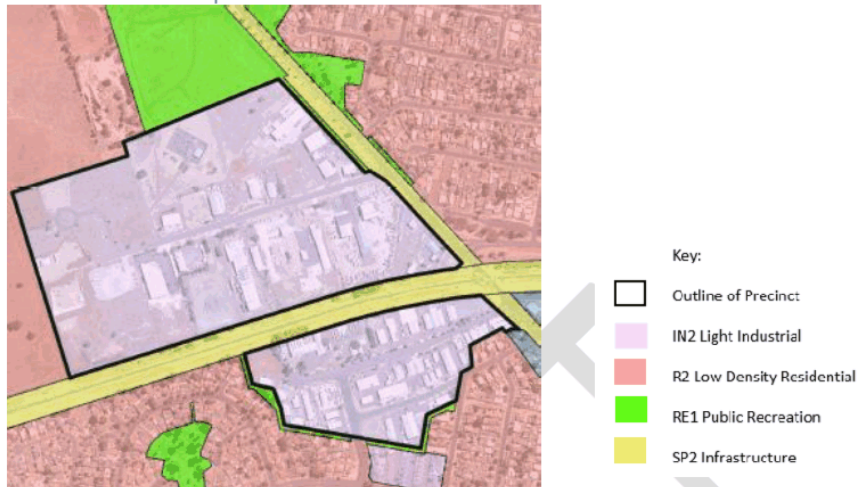 Key:
Outline of Precinct
IN2 Light Industrial
R2 Low Density Residential
RE1 Public Recreation
SP2 Infrastructure